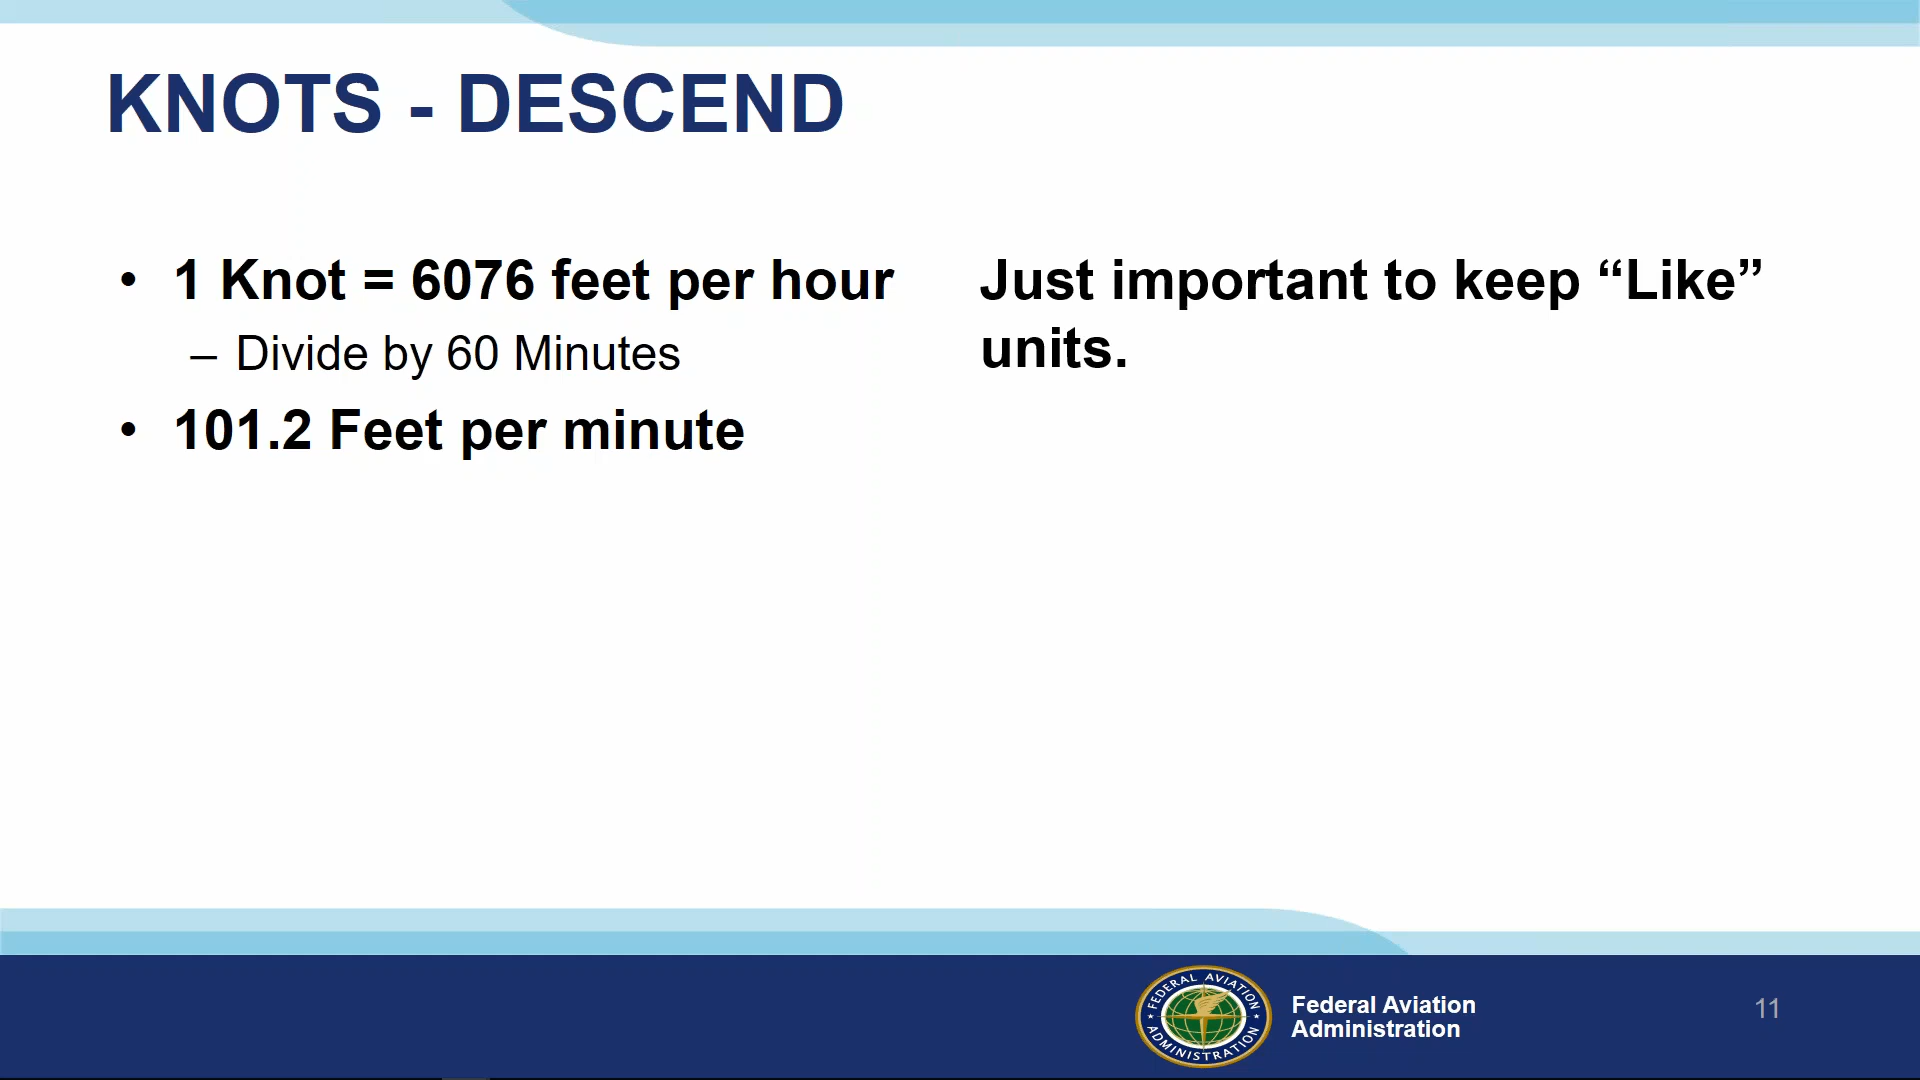 KNOTS - DESCEND
• 1 Knot = 6076 feet per hour
– Divide by 60 Minutes
• 101.2 Feet per minute
Just important to keep “Like”
units.
FEDERAL AVIATION
ADMINISTRATION
Federal Aviation
Administration
11